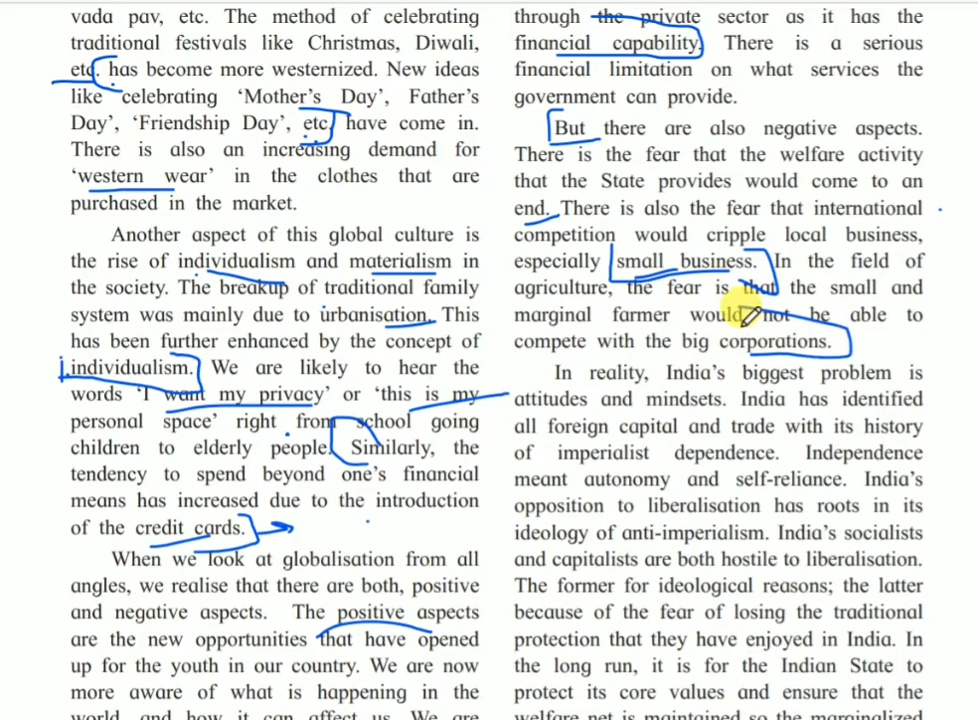 vada pav, etc. The method of celebrating
traditional festivals like Christmas, Diwali,
etc. has become more westernized. New ideas
like celebrating ‘Mother’s Day’, Father’s
Day’, ‘Friendship Day’, etc. have come in.
There is also an increasing demand for
‘western wear’ in the clothes that are
purchased in the market.
Another aspect of this global culture is
the rise of individualism and materialism in
the society. The breakup of traditional family
system was mainly due to urbanisation. This
has been further enhanced by the concept of
individualism. We are likely to hear the
words ‘I want my privacy’ or ‘this is my
personal space’ right from school going
children to elderly people. Similarly, the
tendency to spend beyond one’s financial
means has increased due to the introduction
of the credit cards.
When we look at globalisation from all
angles, we realise that there are both, positive
and negative aspects. The positive aspects
are the new opportunities that have opened
up for the youth in our country. We are now
more aware of what is happening in the
world, and how it can affect us. We are
through the private sector as it has the
financial capability. There is a serious
financial limitation on what services the
government can provide.
But there are also negative aspects.
There is the fear that the welfare activity
that the State provides would come to an
end. There is also the fear that international
competition would cripple local business,
especially small business. In the field of
agriculture, the fear is that the small and
marginal farmer would not be able to
compete with the big corporations.
In reality, India’s biggest problem is
attitudes and mindsets. India has identified
all foreign capital and trade with its history
of imperialist dependence. Independence
meant autonomy and self-reliance. India’s
opposition to liberalisation has roots in its
ideology of anti-imperialism. India’s socialists
and capitalists are both hostile to liberalisation.
The former for ideological reasons; the latter
because of the fear of losing the traditional
protection that they have enjoyed in India. In
the long run, it is for the Indian State to
protect its core values and ensure that the
welfare net is maintained so the marginalized